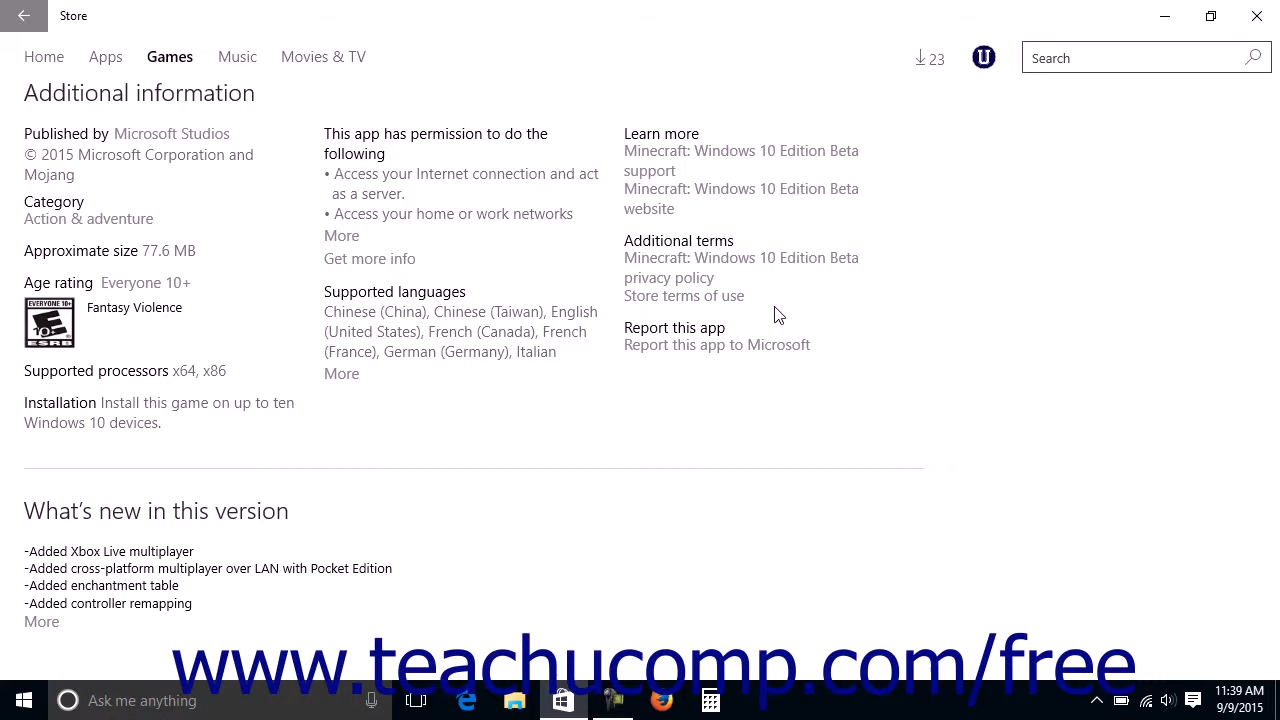 Store
Home Apps Games Music Movies & TV
23
U
Search
Additional information
Published by Microsoft Studios
© 2015 Microsoft Corporation and
Mojang
Category
Action & adventure
Approximate size 77.6 MB
Age rating Everyone 10+
EVERYONE 10+
E
10+
ESRB
Fantasy Violence
Supported processors x64, x86
Installation Install this game on up to ten
Windows 10 devices.
This app has permission to do the
following
• Access your Internet connection and act
as a server.
• Access your home or work networks
More
Get more info
Supported languages
Chinese (China), Chinese (Taiwan), English
(United States), French (Canada), French
(France), German (Germany), Italian
More
Learn more
Minecraft: Windows 10 Edition Beta
support
Minecraft: Windows 10 Edition Beta
website
Additional terms
Minecraft: Windows 10 Edition Beta
privacy policy
Store terms of use
Report this app
Report this app to Microsoft
What's new in this version
-Added Xbox Live multiplayer
-Added cross-platform multiplayer over LAN with Pocket Edition
-Added enchantment table
-Added controller remapping
More
www.teachucomp.com/free
Ask me anything
11:39 AM
9/9/2015